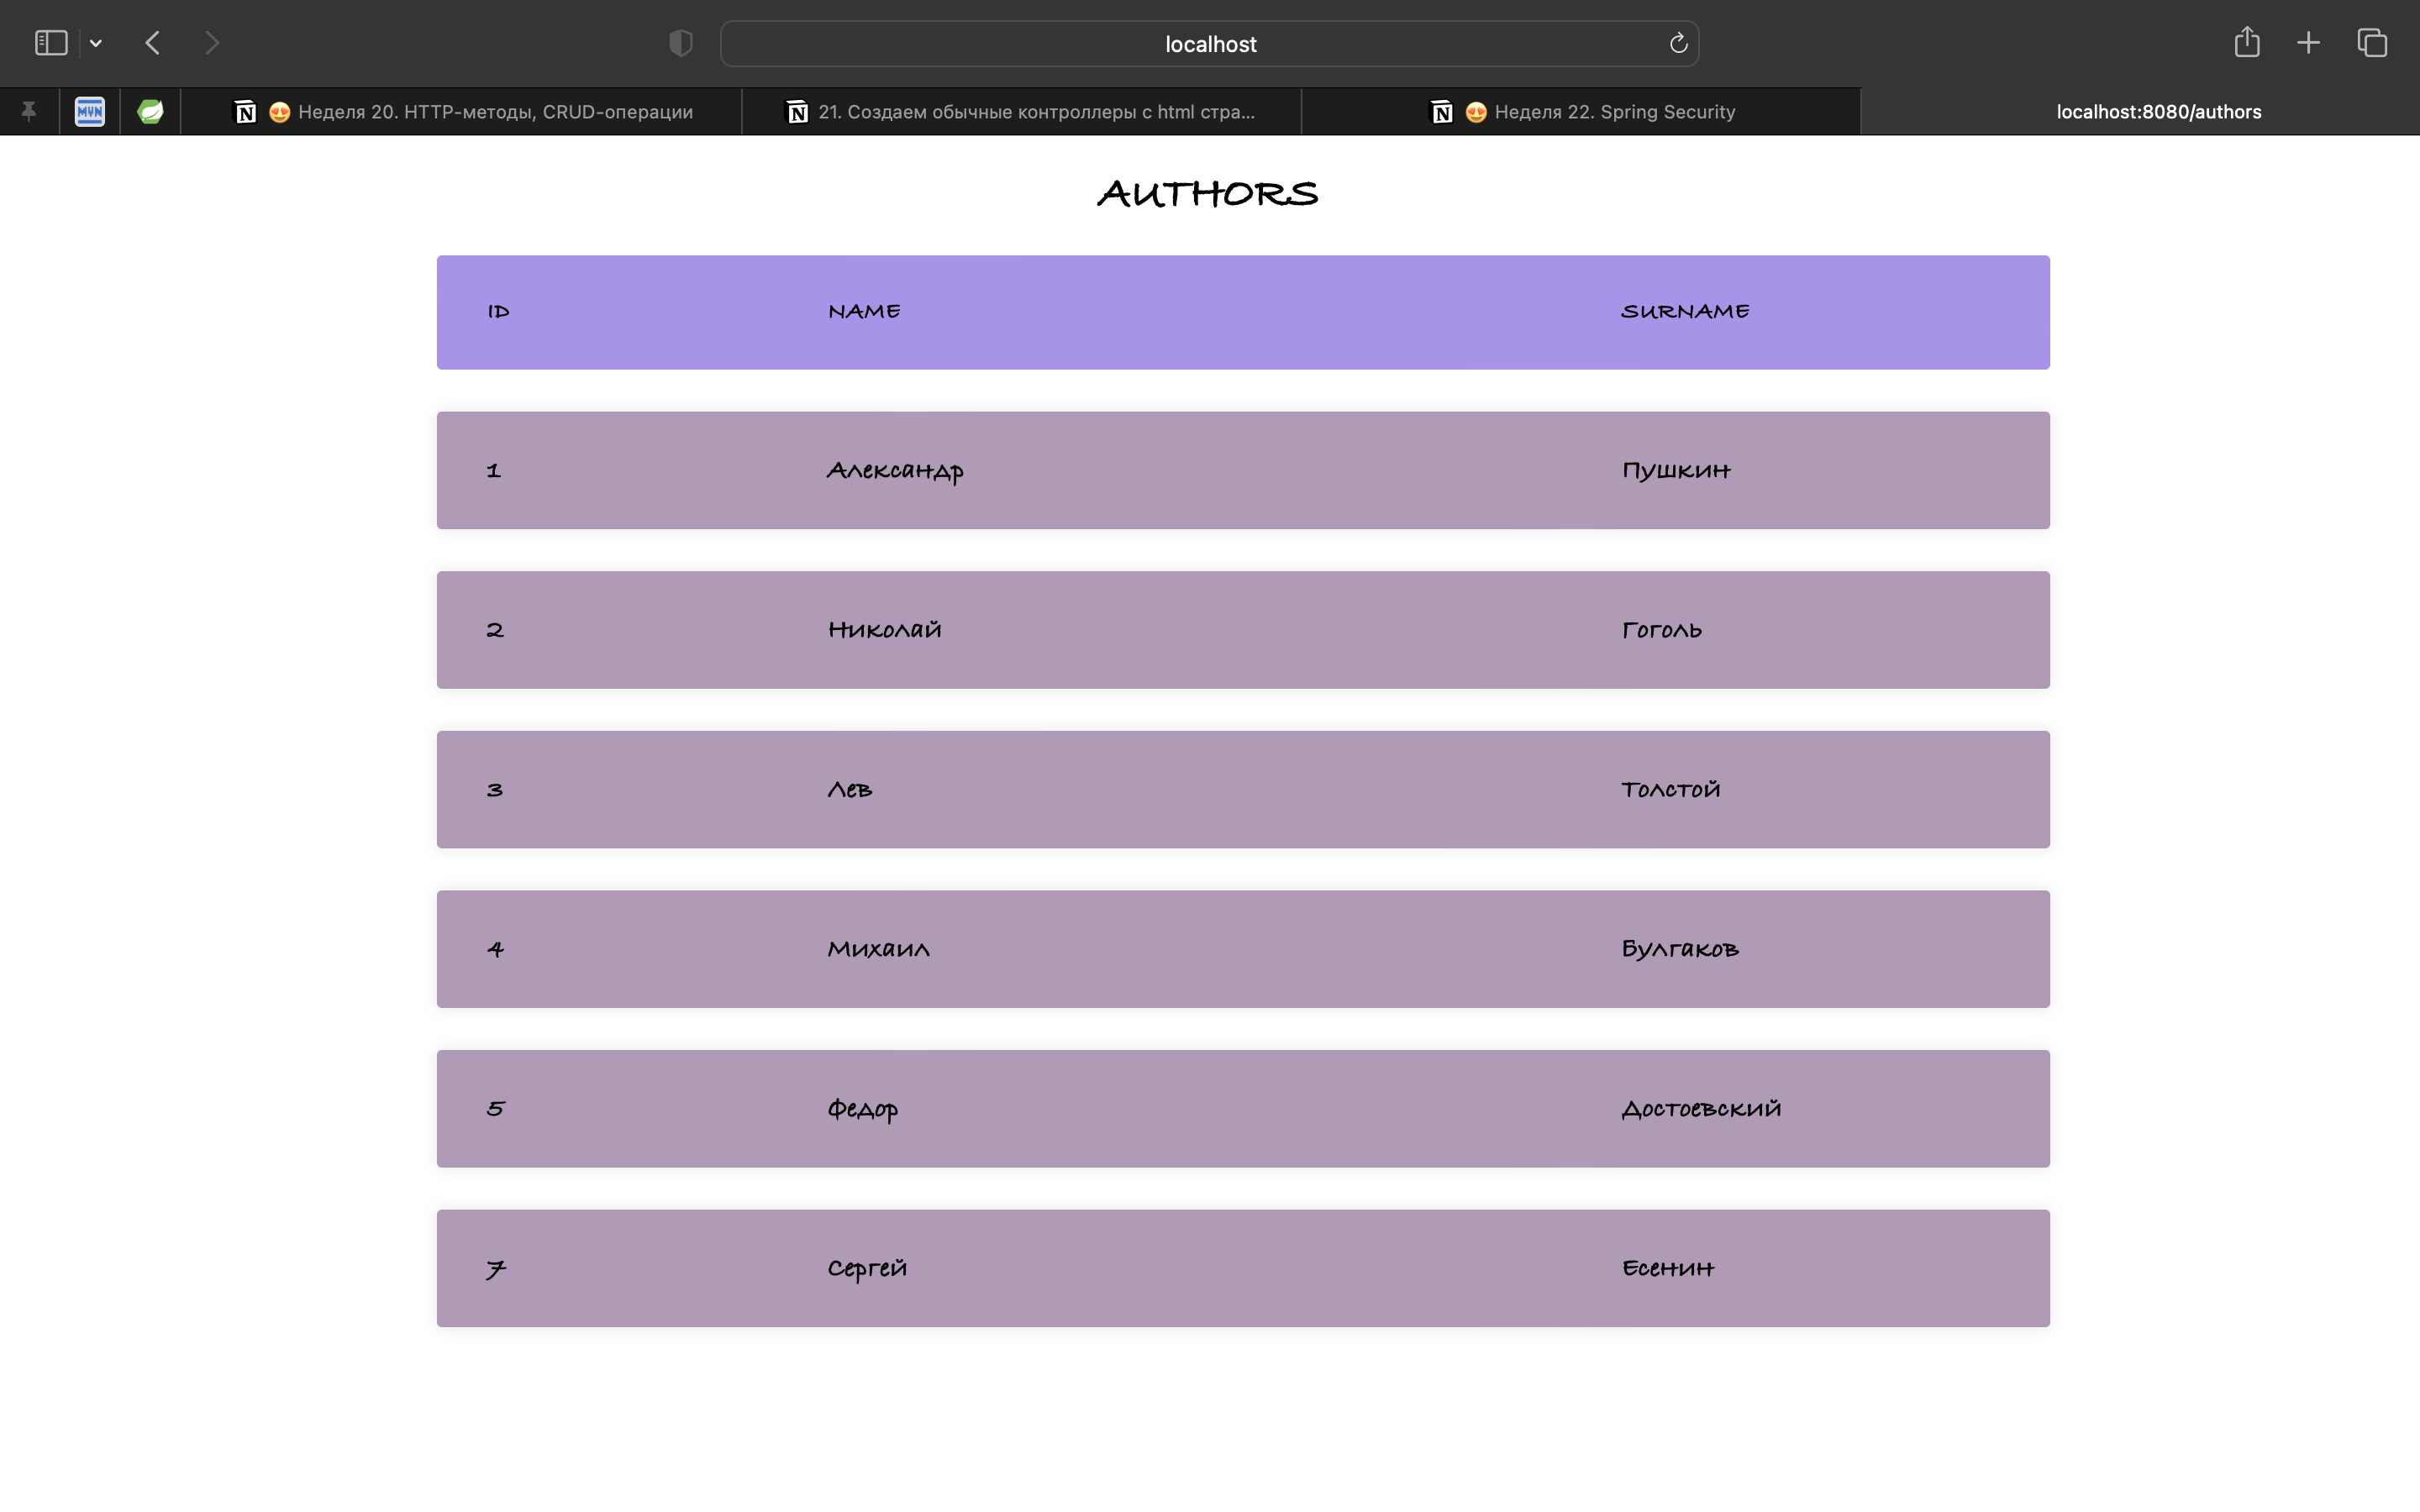 localhost
MVN
😍 Неделя 20. HTTP-методы, CRUD-операции
21. Создаем обычные контроллеры с html стра...
😍 Неделя 22. Spring Security
localhost:8080/authors
AUTHORS
ID NAME SURNAME
1 Александр Пушкин
2 Николай Гоголь
3 Лев Толстой
4 Михаил Булгаков
5 Федор Достоевский
7 Сергей Есенин